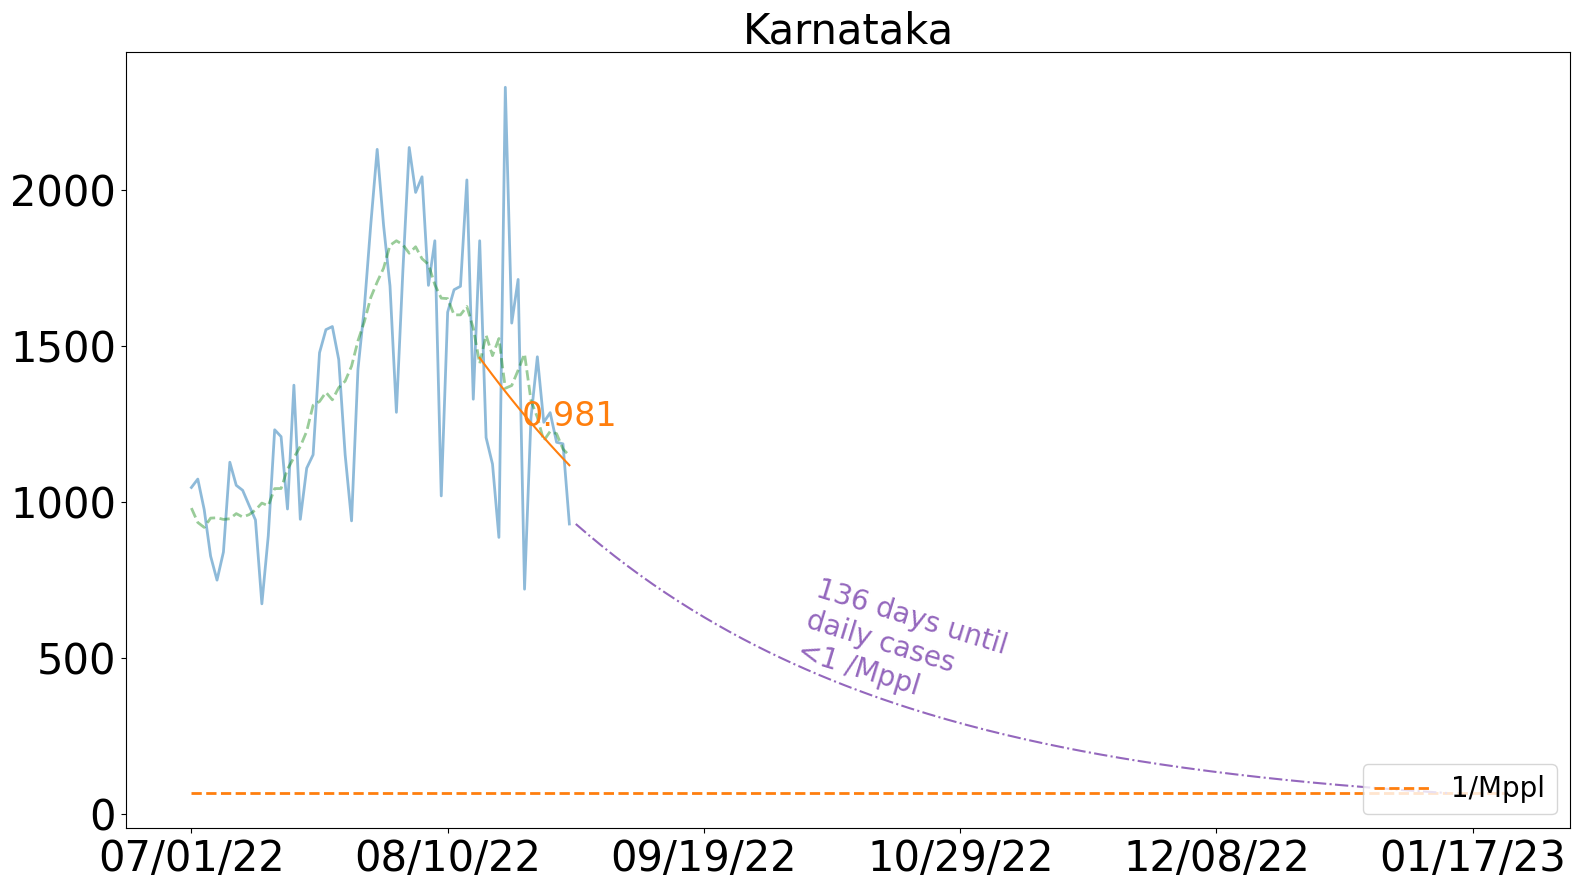 Karnataka
2000
1500
1000
500
0
0.981
136 days until
daily cases
<1 /Mppl
1/Mppl
07/01/22
08/10/22
09/19/22
10/29/22
12/08/22
01/17/23